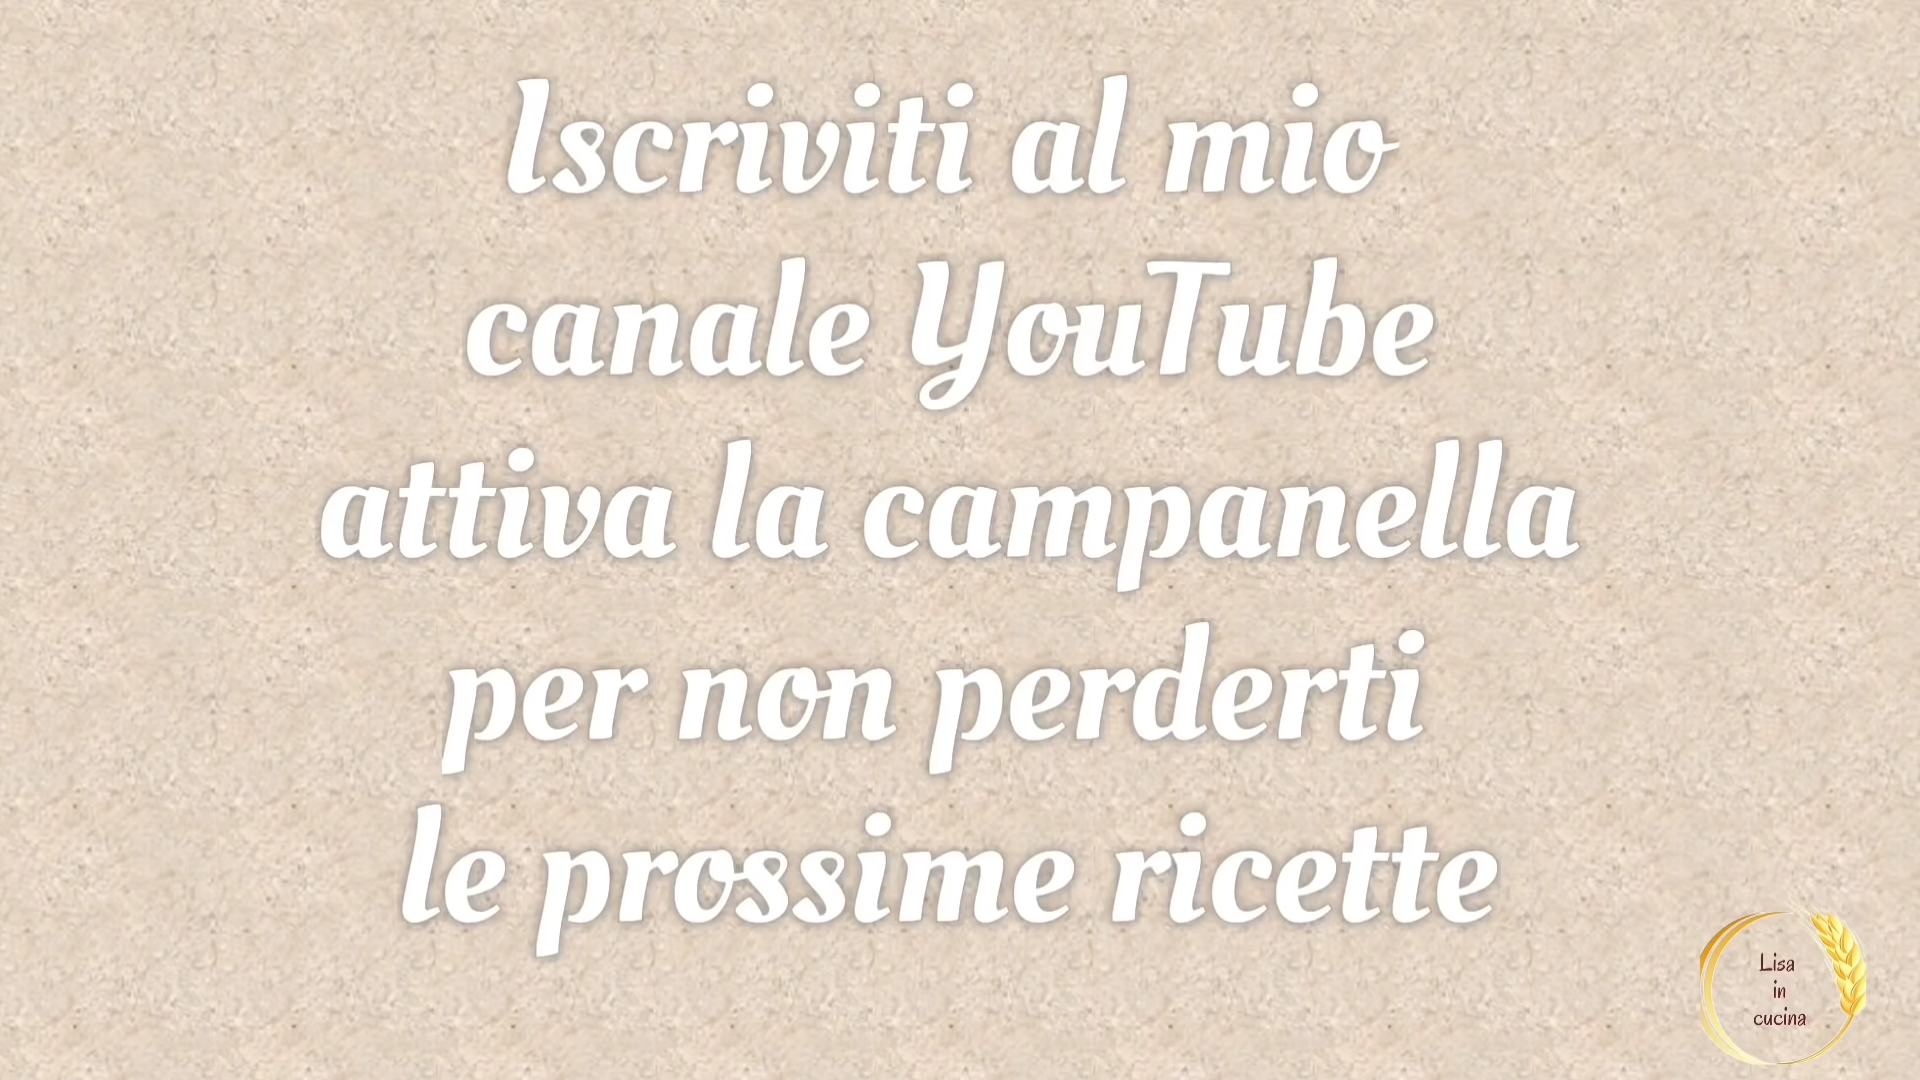 Iscriviti al mio
canale YouTube
attiva la campanella
per non perderti
le prossime ricette
Lisa
in
cucina